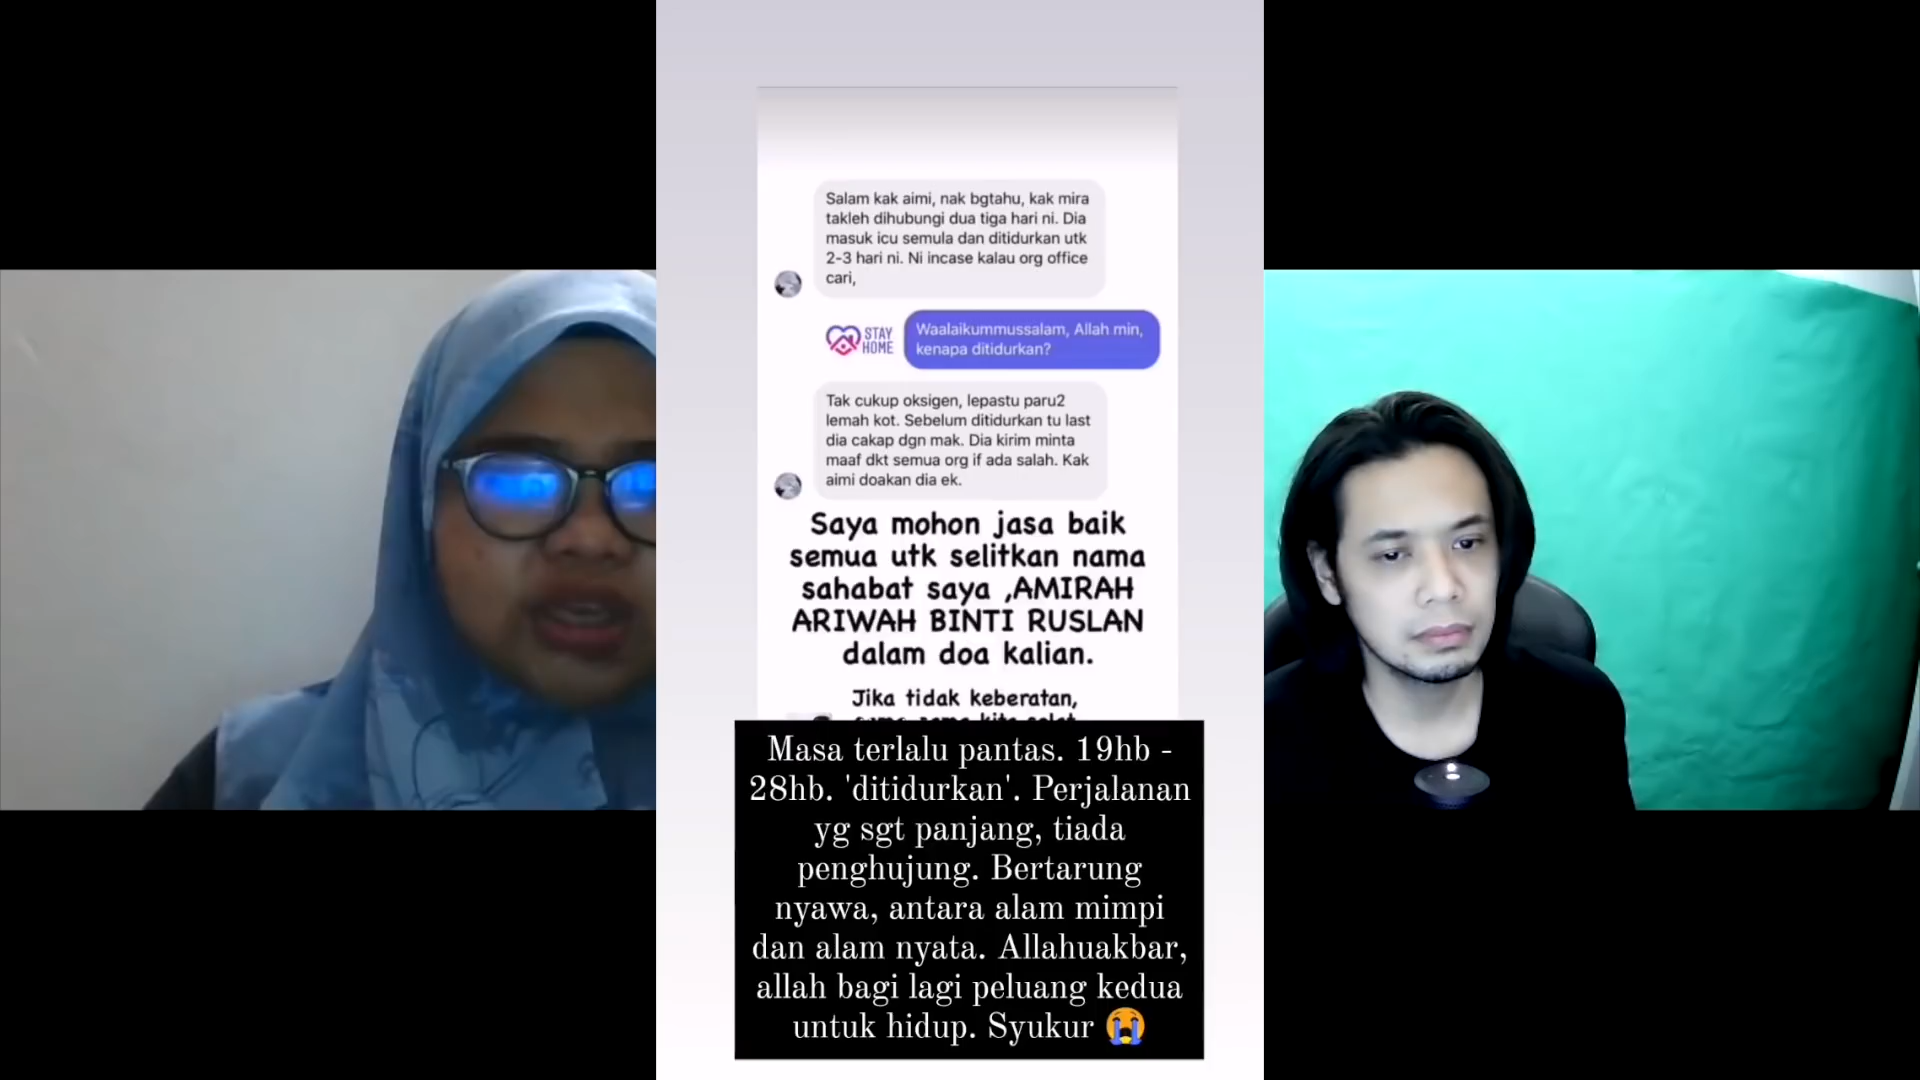 Salam kak aimi, nak bgtahu, kak mira
takleh dihubungi dua tiga hari ni. Dia
masuk icu semula dan ditidurkan utk
2-3 hari ni. Ni incase kalau org office
cari,
STAY
HOME
Waalaikummussalam, Allah min,
kenapa ditidurkan?
Tak cukup oksigen, lepastu paru2
lemah kot. Sebelum ditidurkan tu last
dia cakap dgn mak. Dia kirim minta
maaf dkt semua org if ada salah. Kak
aimi doakan dia ek.
Saya mohon jasa baik
semua utk selitkan nama
sahabat saya ,AMIRAH
ARIWAH BINTI RUSLAN
dalam doa kalian.
Jika tidak keberatan,
Masa terlalu pantas. 19hb -
28hb. 'ditidurkan'. Perjalanan
yg sgt panjang, tiada
penghujung. Bertarung
nyawa, antara alam mimpi
dan alam nyata. Allahuakbar,
allah bagi lagi peluang kedua
untuk hidup. Syukur 😭